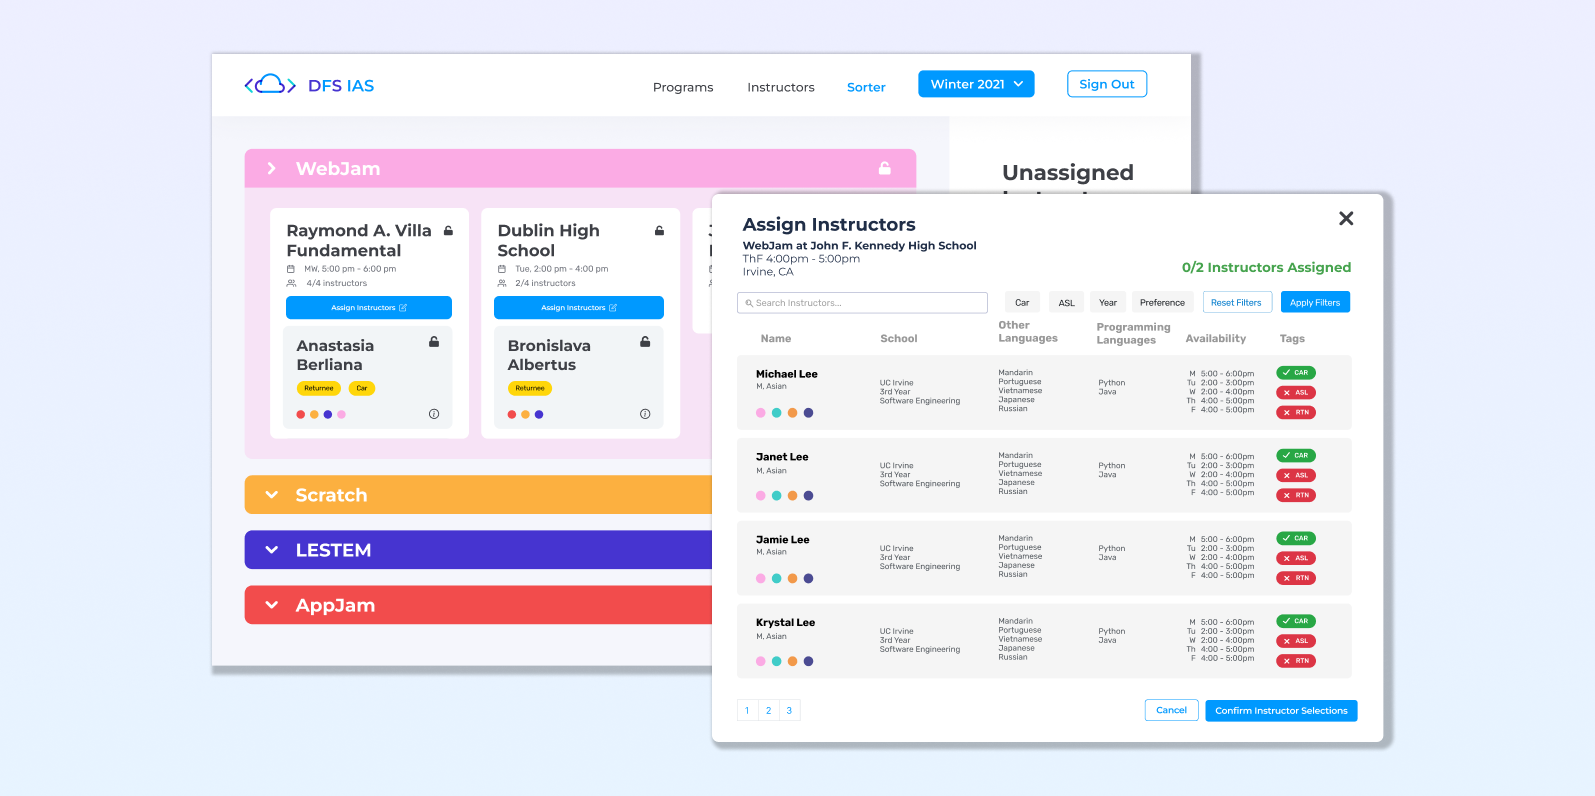 DFS IAS
Programs
Instructors
Sorter
Winter 2021
Sign Out
WebJam
Raymond A. Villa
Fundamental
MW, 5:00 pm - 6:00 pm
4/4 instructors
Assign Instructors
Anastasia
Berliana
Returnee
Car
Dublin High
School
Tue, 2:00 pm - 4:00 pm
2/4 instructors
Assign Instructors
Bronislava
Albertus
Returnee
Scratch
LESTEM
AppJam
Unassigned
Assign Instructors
WebJam at John F. Kennedy High School
ThF 4:00pm - 5:00pm
Irvine, CA
0/2 Instructors Assigned
Search Instructors...
Car
ASL
Year
Preference
Reset Filters
Apply Filters
Name
School
Other
Languages
Programming
Languages
Availability
Tags
Michael Lee
M, Asian
UC Irvine
3rd Year
Software Engineering
Mandarin
Portuguese
Vietnamese
Japanese
Russian
Python
Java
M 5:00 - 6:00pm
Tu 2:00 - 3:00pm
W 2:00 - 4:00pm
Th 4:00 - 5:00pm
F 4:00 - 5:00pm
CAR
ASL
RTN
Janet Lee
M, Asian
UC Irvine
3rd Year
Software Engineering
Mandarin
Portuguese
Vietnamese
Japanese
Russian
Python
Java
M 5:00 - 6:00pm
Tu 2:00 - 3:00pm
W 2:00 - 4:00pm
Th 4:00 - 5:00pm
F 4:00 - 5:00pm
CAR
ASL
RTN
Jamie Lee
M, Asian
UC Irvine
3rd Year
Software Engineering
Mandarin
Portuguese
Vietnamese
Japanese
Russian
Python
Java
M 5:00 - 6:00pm
Tu 2:00 - 3:00pm
W 2:00 - 4:00pm
Th 4:00 - 5:00pm
F 4:00 - 5:00pm
CAR
ASL
RTN
Krystal Lee
M, Asian
UC Irvine
3rd Year
Software Engineering
Mandarin
Portuguese
Vietnamese
Japanese
Russian
Python
Java
M 5:00 - 6:00pm
Tu 2:00 - 3:00pm
W 2:00 - 4:00pm
Th 4:00 - 5:00pm
F 4:00 - 5:00pm
CAR
ASL
RTN
1 2 3
Cancel
Confirm Instructor Selections